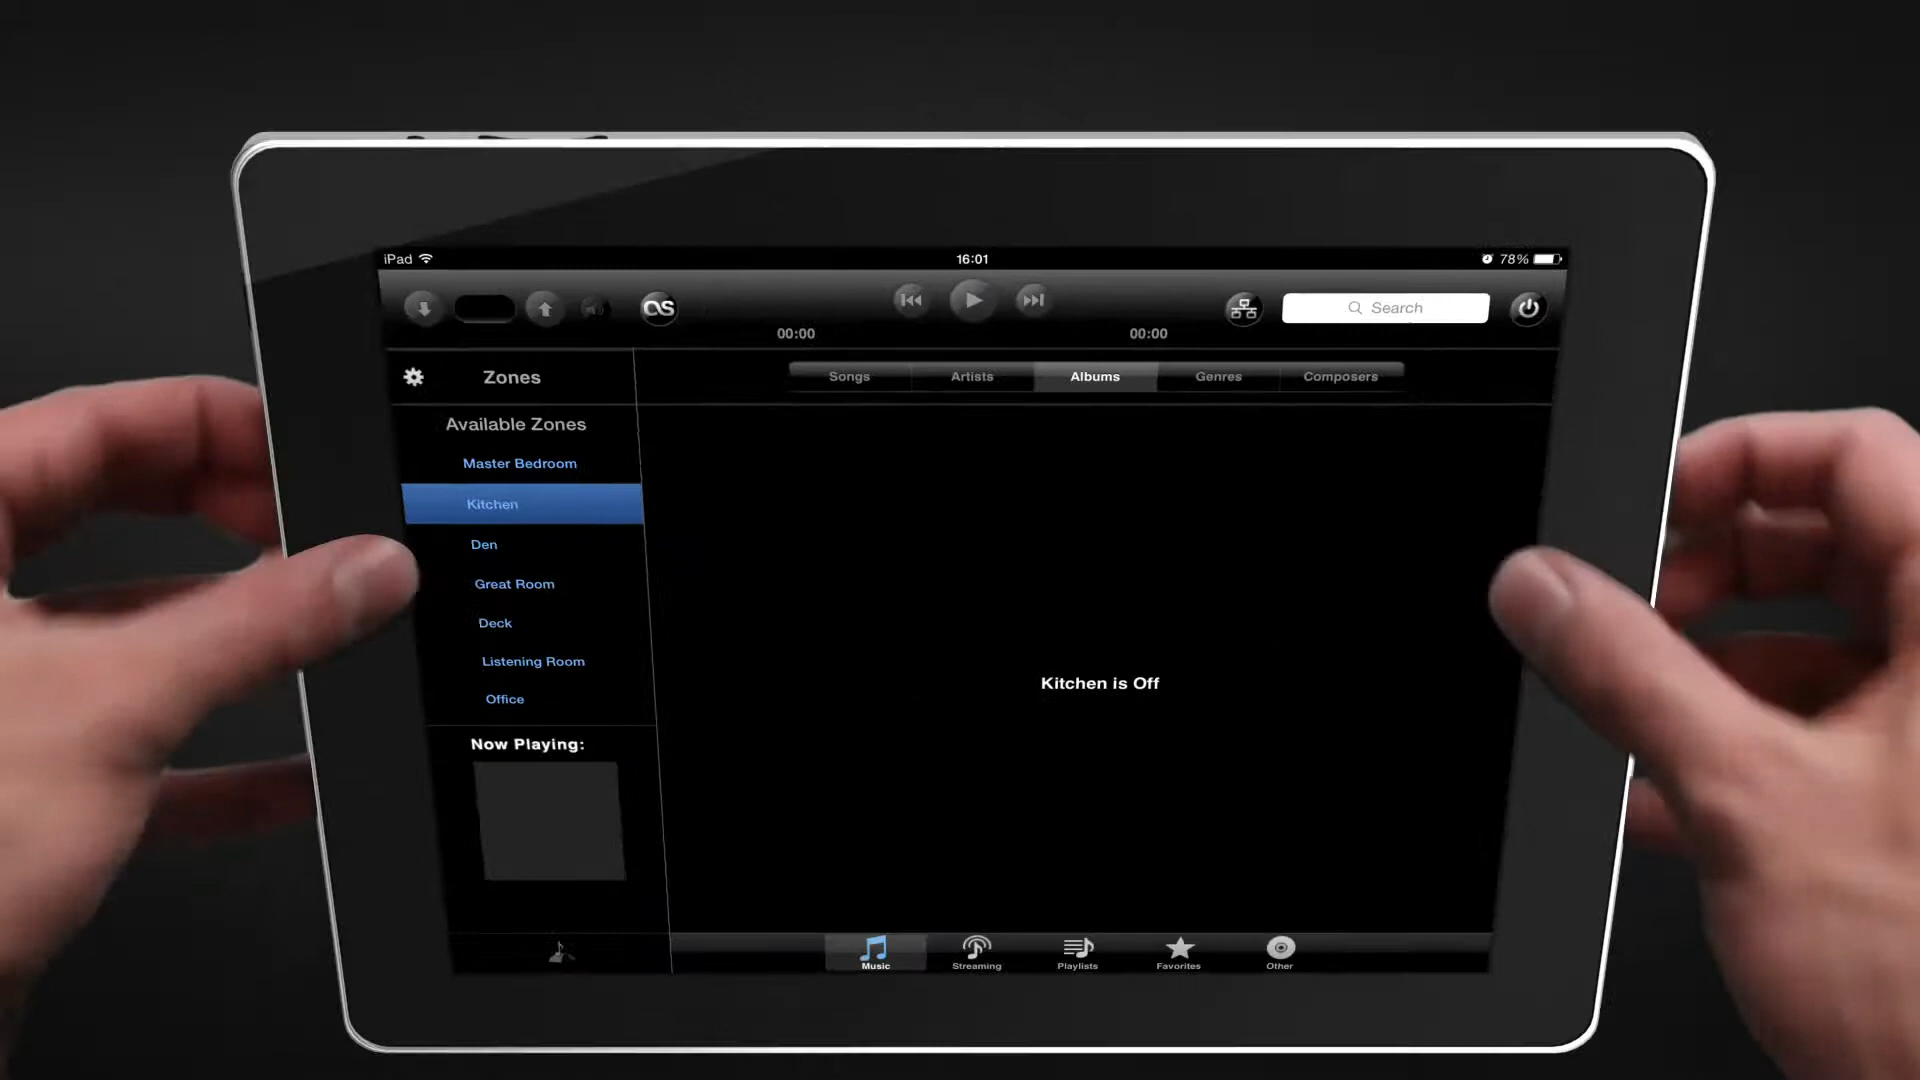 iPad
16:01
78%
Search
00:00
00:00
Zones
Songs
Artists
Albums
Genres
Composers
Available Zones
Master Bedroom
Kitchen
Den
Great Room
Deck
Listening Room
Office
Kitchen is Off
Now Playing:
Music
Streaming
Playlists
Favorites
Other